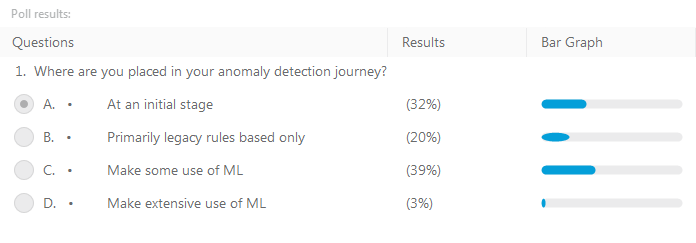 Poll results:
Questions Results Bar Graph
1. Where are you placed in your anomaly detection journey?
A. • At an initial stage (32%)
B. • Primarily legacy rules based only (20%)
C. • Make some use of ML (39%)
D. • Make extensive use of ML (3%)